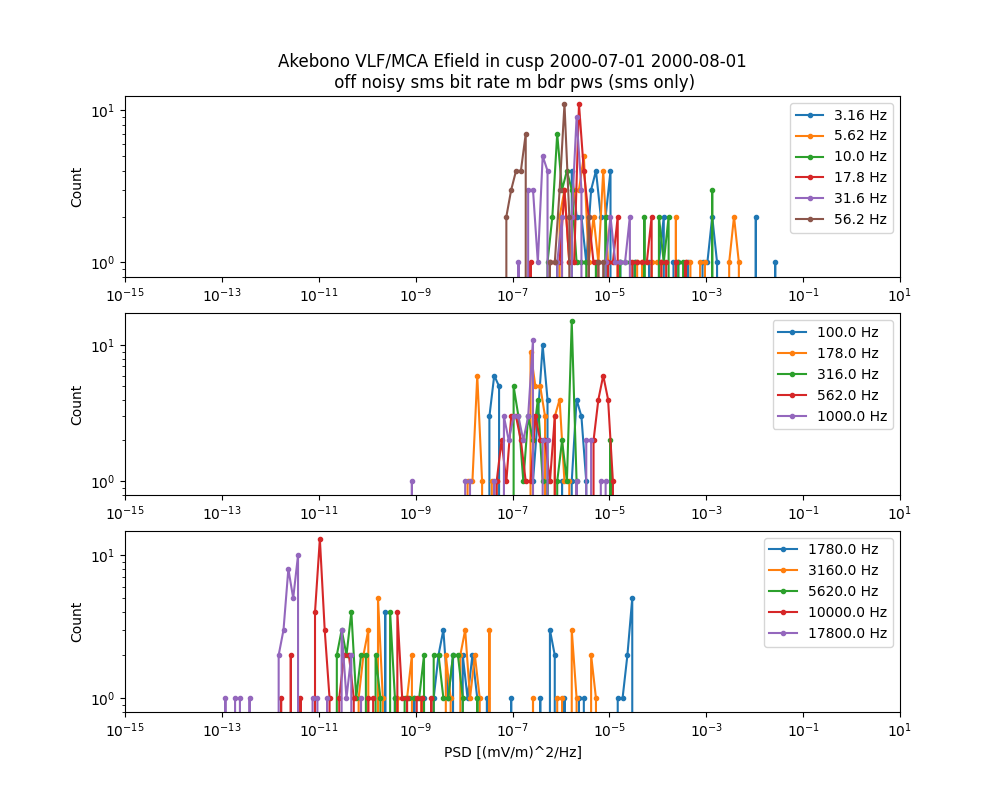 Akebono VLF/MCA Efield in cusp 2000-07-01 2000-08-01
off noisy sms bit rate m bdr pws (sms only)
Count
10^1
10^0
3.16 Hz
5.62 Hz
10.0 Hz
17.8 Hz
31.6 Hz
56.2 Hz
10^-15 10^-13 10^-11 10^-9 10^-7 10^-5 10^-3 10^-1 10^1
Count
10^1
10^0
100.0 Hz
178.0 Hz
316.0 Hz
562.0 Hz
1000.0 Hz
10^-15 10^-13 10^-11 10^-9 10^-7 10^-5 10^-3 10^-1 10^1
Count
10^1
10^0
1780.0 Hz
3160.0 Hz
5620.0 Hz
10000.0 Hz
17800.0 Hz
10^-15 10^-13 10^-11 10^-9 10^-7 10^-5 10^-3 10^-1 10^1
PSD [(mV/m)^2/Hz]